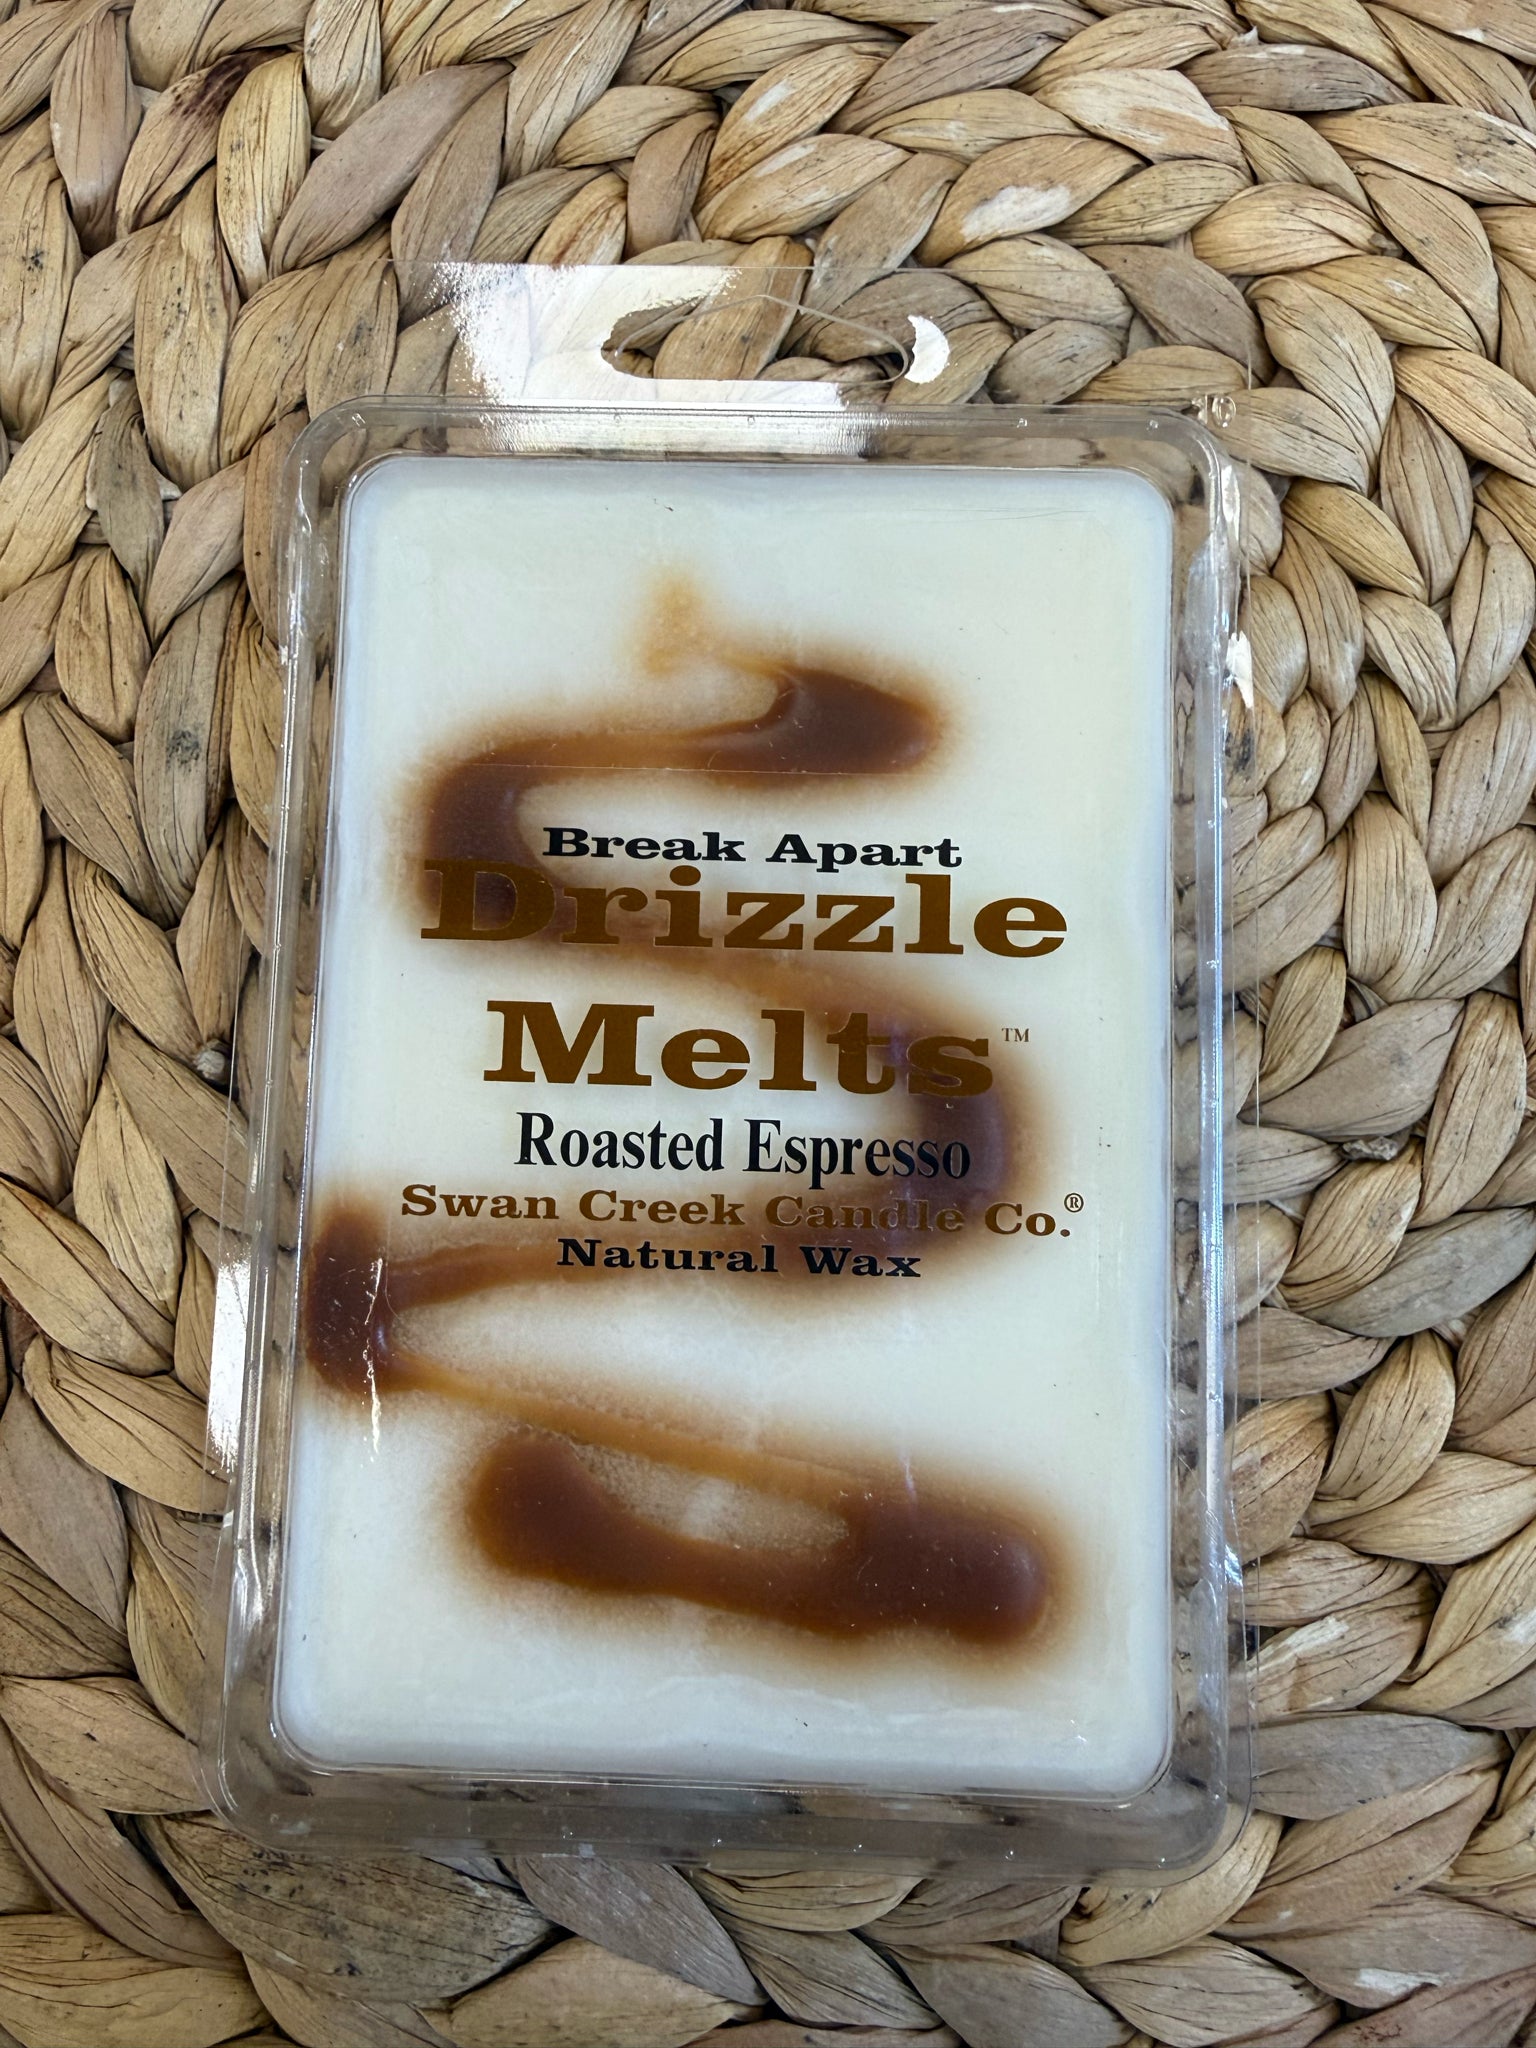 Break Apart
Drizzle
Melts™
Roasted Espresso
Swan Creek Candle Co.®
Natural Wax